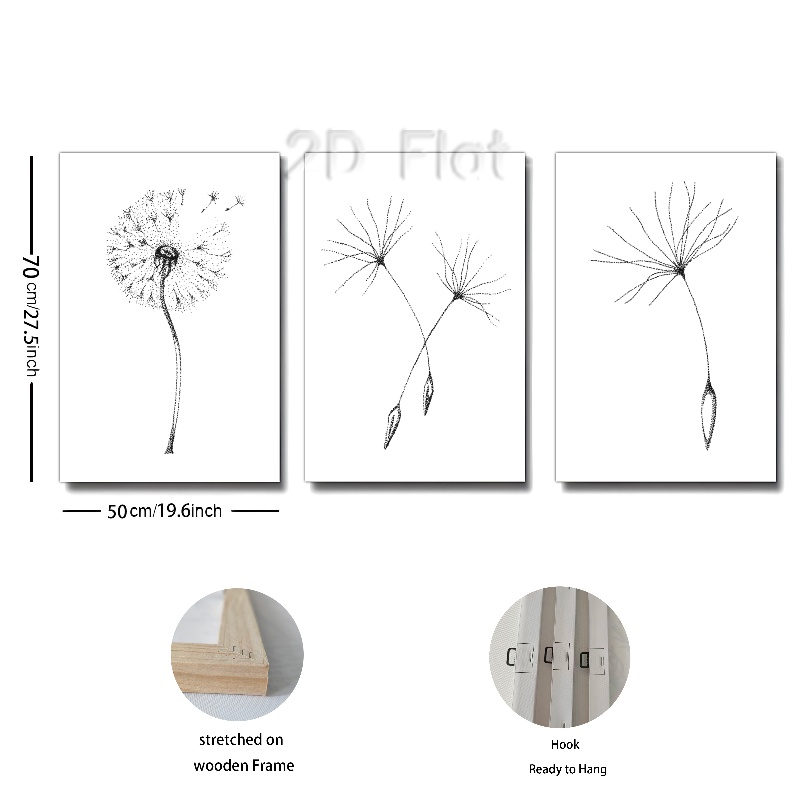 2D Flat
70 cm/27.5inch
50cm/19.6inch
stretched on
wooden Frame
Hook
Ready to Hang